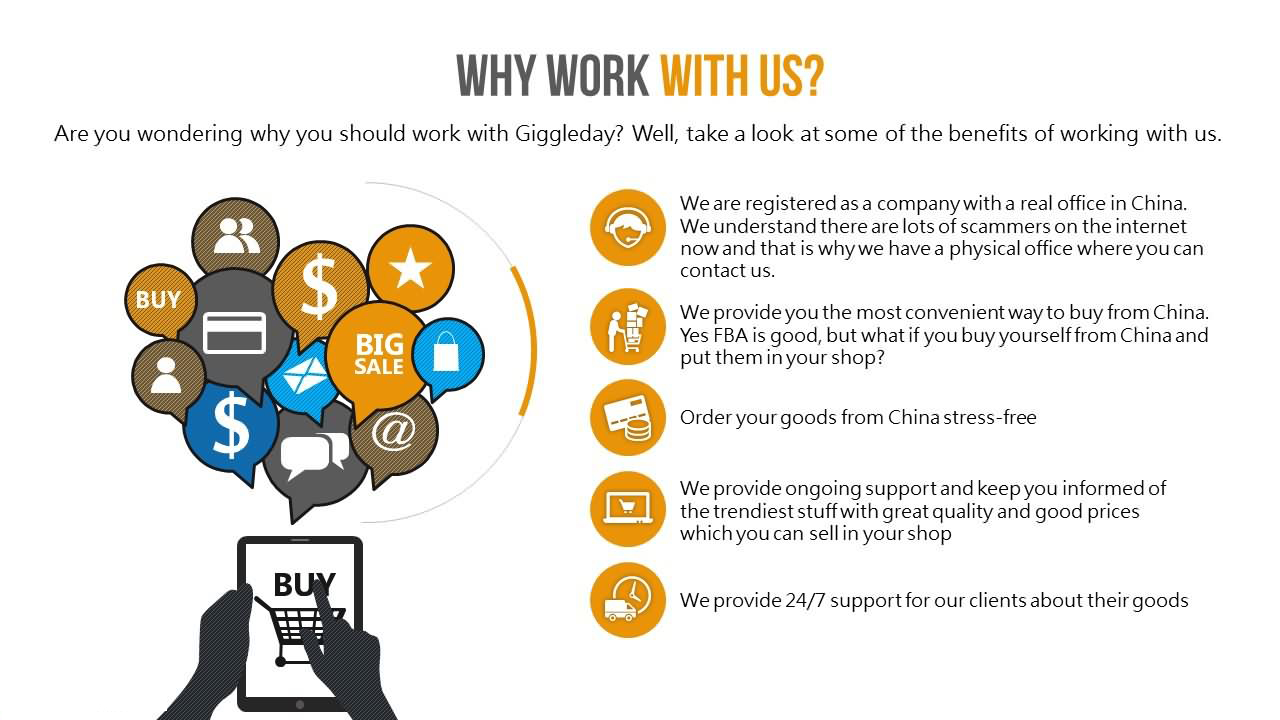 WHY WORK WITH US?
Are you wondering why you should work with Giggleday? Well, take a look at some of the benefits of working with us.
We are registered as a company with a real office in China.
We understand there are lots of scammers on the internet
now and that is why we have a physical office where you can
contact us.
We provide you the most convenient way to buy from China.
Yes FBA is good, but what if you buy yourself from China and
put them in your shop?
Order your goods from China stress-free
We provide ongoing support and keep you informed of
the trendiest stuff with great quality and good prices
which you can sell in your shop
We provide 24/7 support for our clients about their goods
BUY
$
BIG
SALE
$
@
BUY